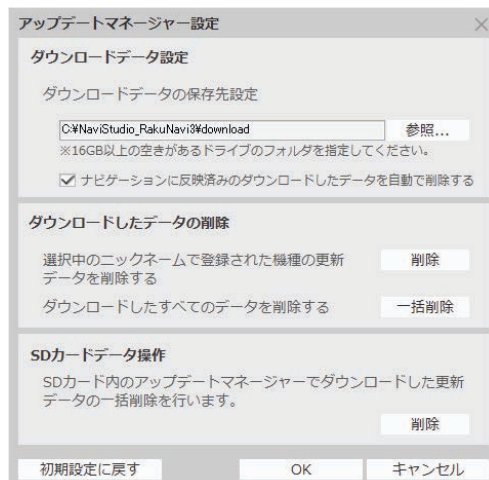 アップデートマネージャー設定
ダウンロードデータ設定
ダウンロードデータの保存先設定
C:¥NaviStudio_RakuNavi3¥download 参照...
※16GB以上の空きがあるドライブのフォルダを指定してください。
ナビゲーションに反映済みのダウンロードしたデータを自動で削除する
ダウンロードしたデータの削除
選択中のニックネームで登録された機種の更新 削除
データを削除する
ダウンロードしたすべてのデータを削除する 一括削除
SDカードデータ操作
SDカード内のアップデートマネージャーでダウンロードした更新
データの一括削除を行います。
削除
初期設定に戻す OK キャンセル